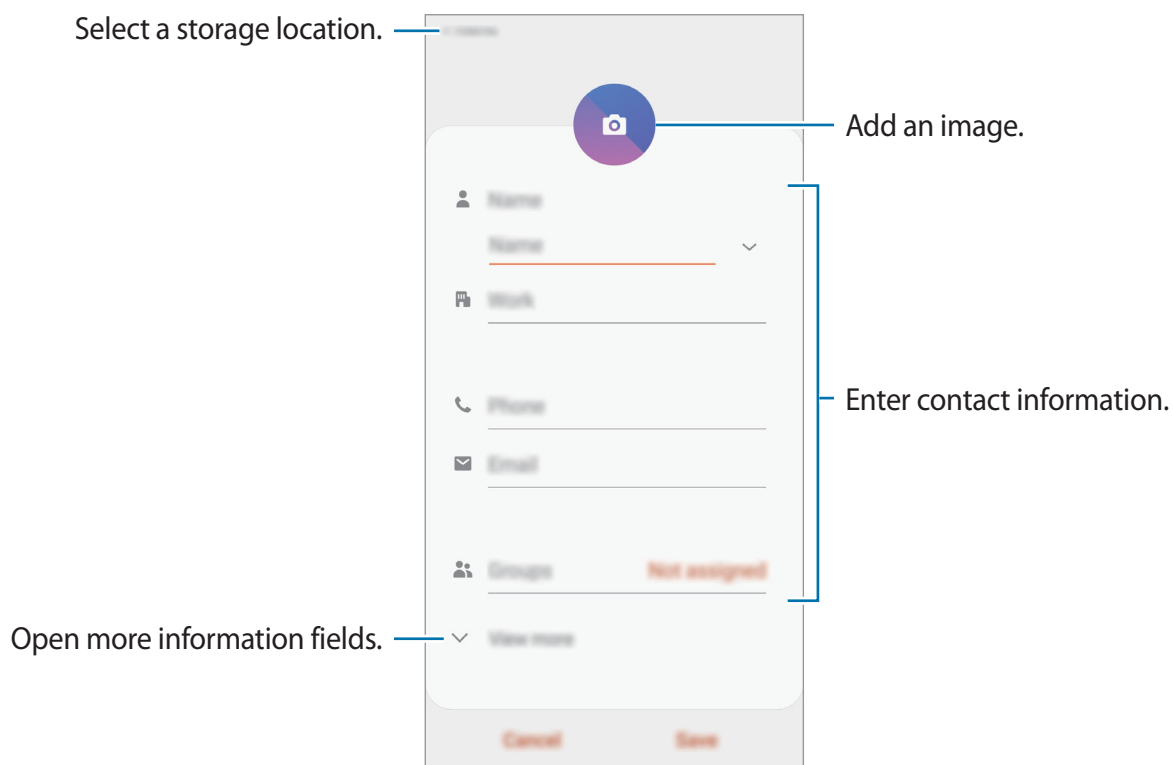 Select a storage location.
Add an image.
Name
Name
Work
Phone
Enter contact information.
Email
Groups Not assigned
Open more information fields.
View more
Cancel Save